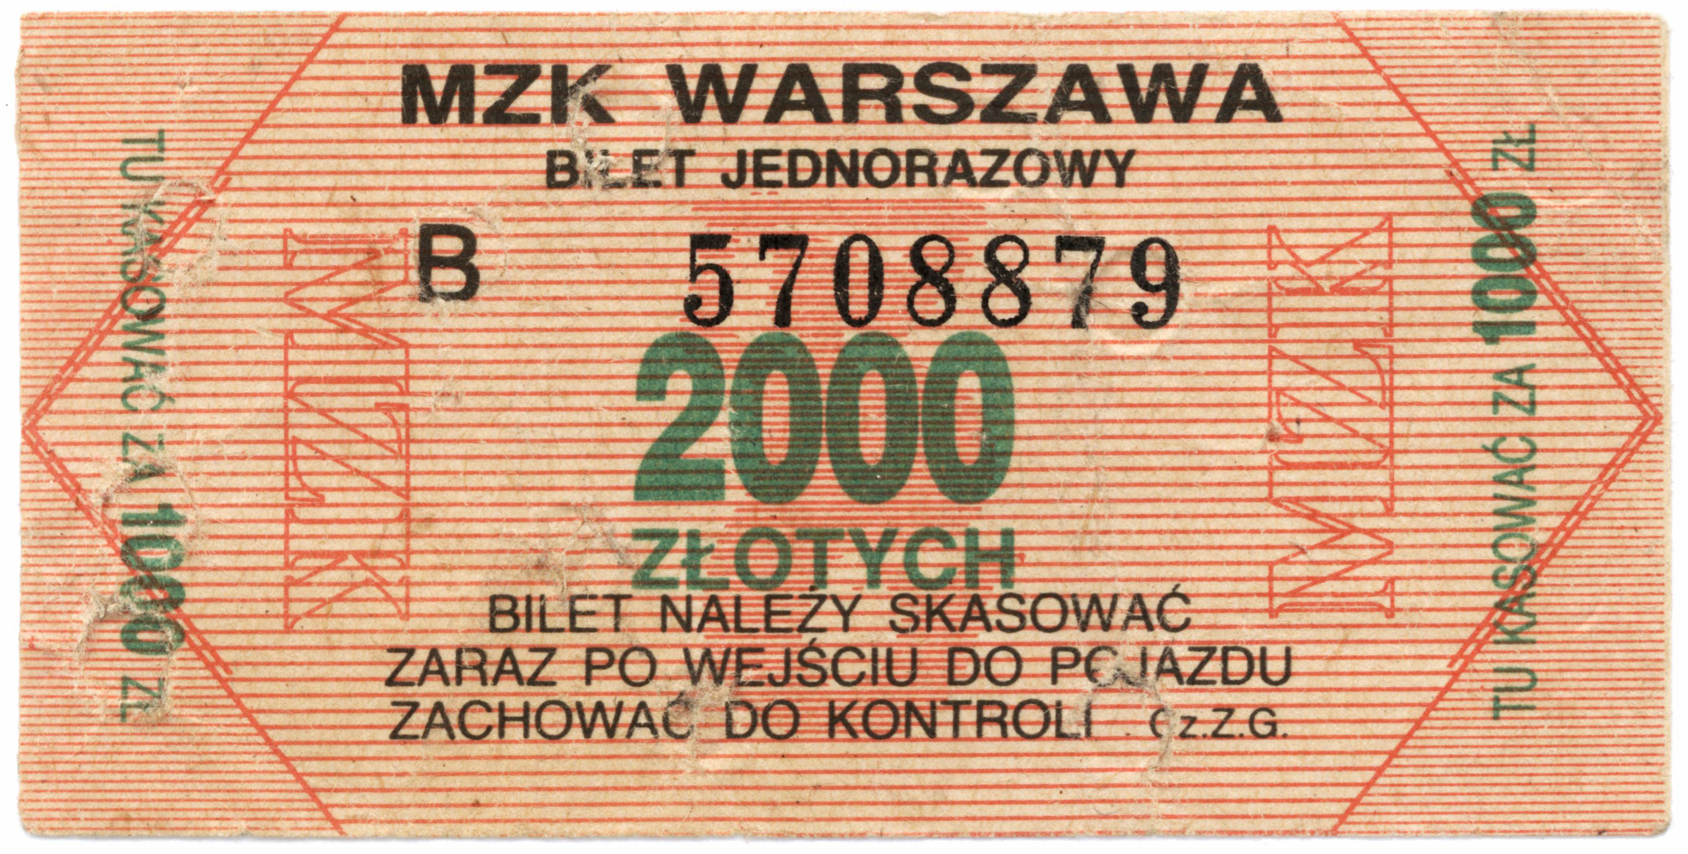 MZK WARSZAWA
BILET JEDNORAZOWY
B 5708879
2000
ZŁOTYCH
BILET NALEŻY SKASOWAĆ
ZARAZ PO WEJŚCIU DO POJAZDU
ZACHOWAĆ DO KONTROLI Cz.Z.G.
TU KASOWAĆ ZA 1000 ZŁ
MZK
MZK
TU KASOWAĆ ZA 1000 ZŁ